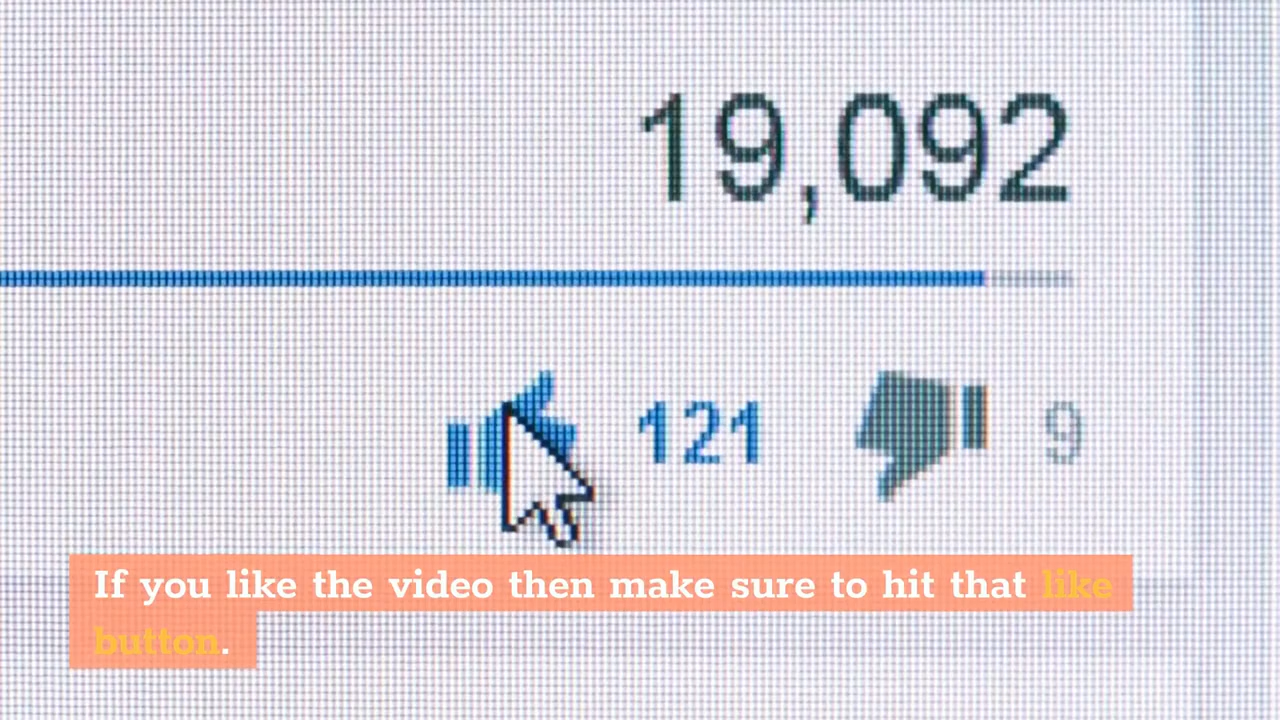 19,092
121 9
If you like the video then make sure to hit that like
button.